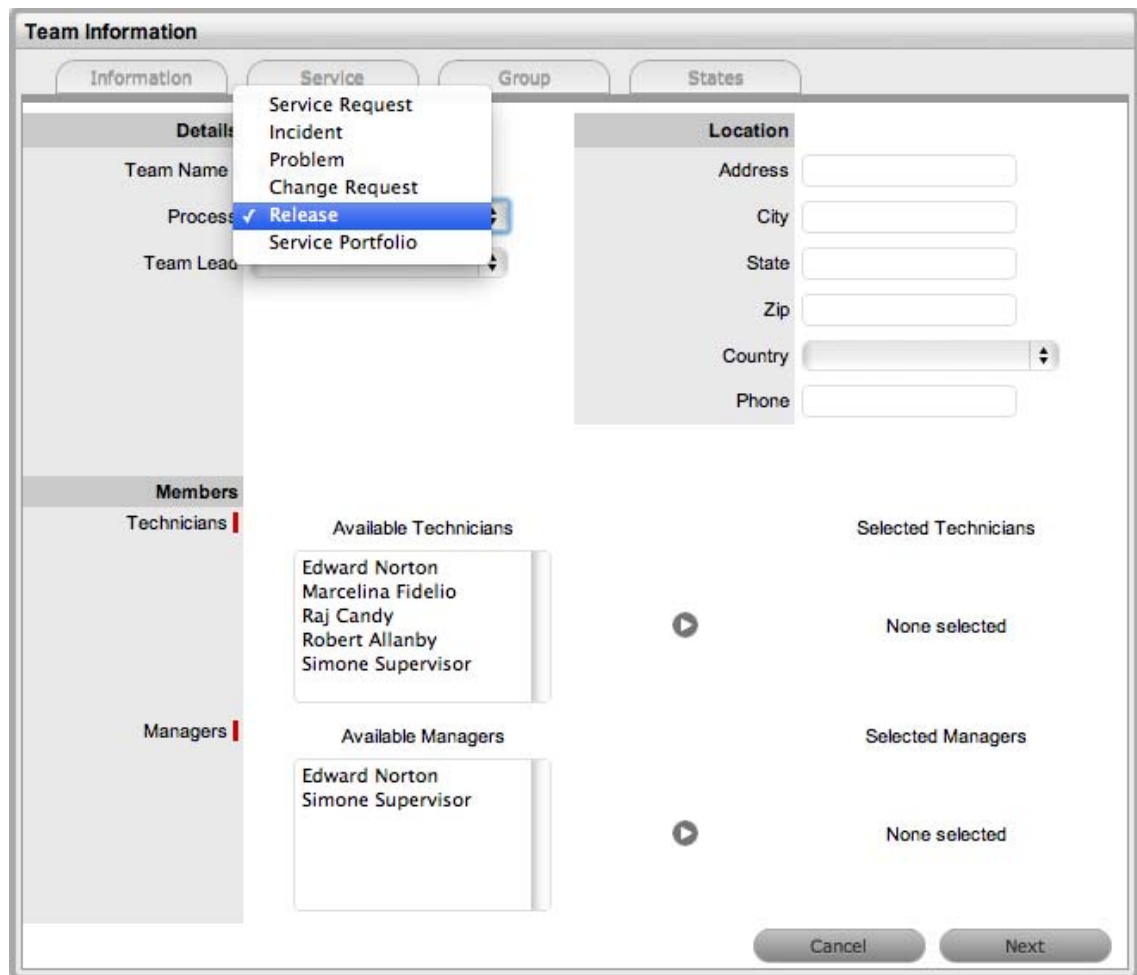 Team Information
Information Service Group States
Service Request
Incident
Problem
Change Request
✓ Release
Service Portfolio
Details
Team Name
Process
Team Lead
Location
Address
City
State
Zip
Country
Phone
Members
Technicians
Available Technicians
Selected Technicians
Edward Norton
Marcelina Fidelio
Raj Candy
Robert Allanby
Simone Supervisor
None selected
Managers
Available Managers
Selected Managers
Edward Norton
Simone Supervisor
None selected
Cancel Next